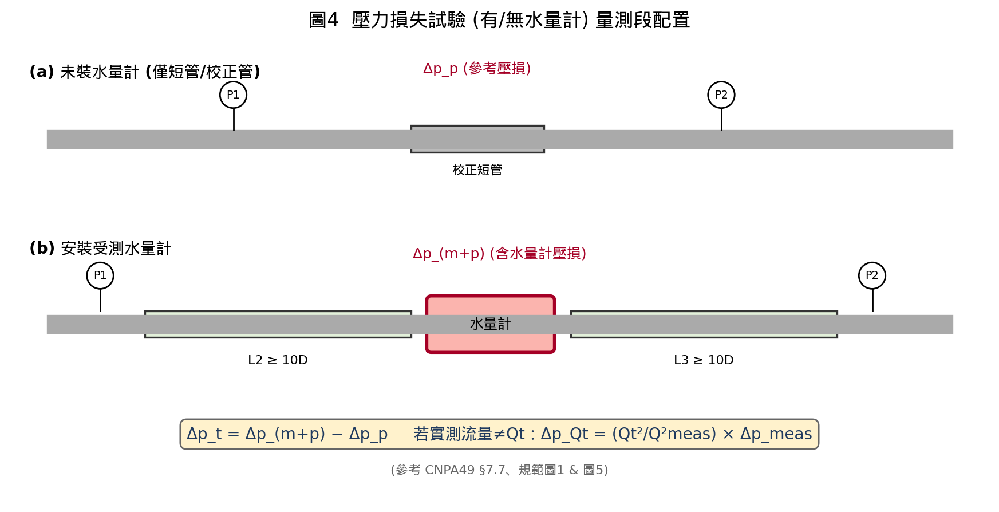 圖4  壓力損失試驗 (有/無水量計) 量測段配置
(a) 未裝水量計 (僅短管/校正管)
Δp_p (參考壓損)
P1
P2
校正短管
(b) 安裝受測水量計
Δp_(m+p) (含水量計壓損)
P1
P2
水量計
L2 ≥ 10D
L3 ≥ 10D
Δp_t = Δp_(m+p) − Δp_p     若實測流量≠Qt：Δp_Qt = (Qt²/Q²meas) × Δp_meas
(參考 CNPA49 §7.7、規範圖1 & 圖5)